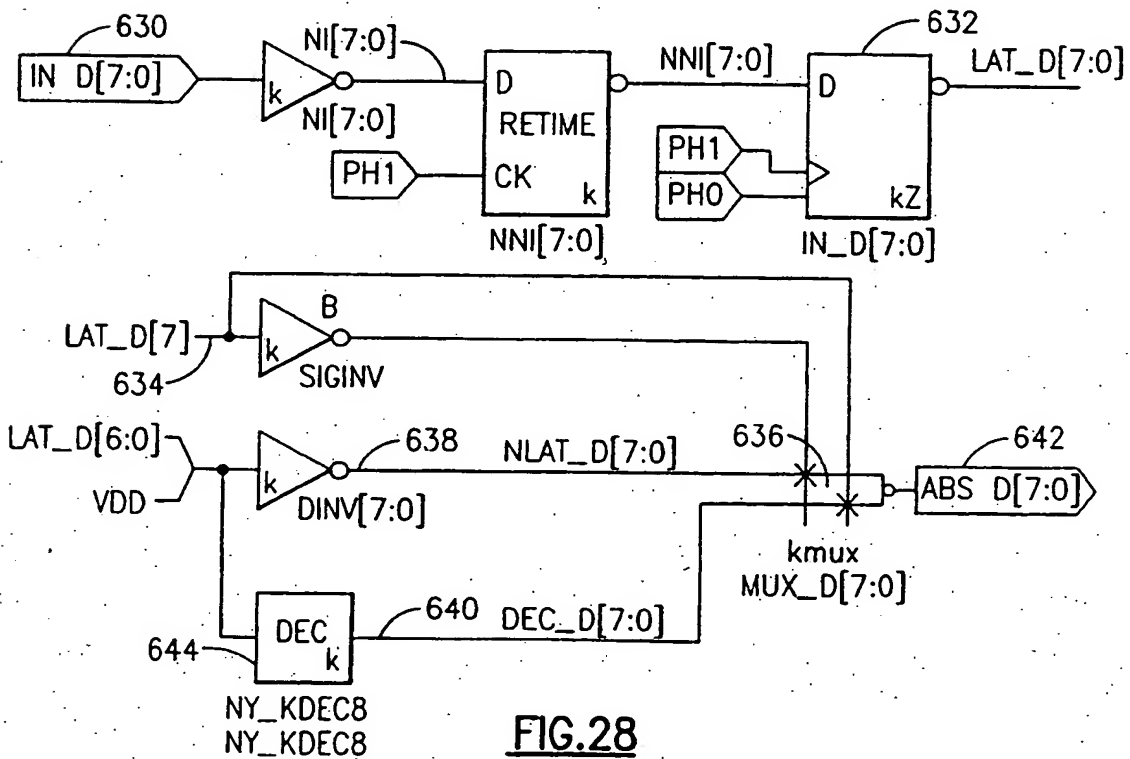 630
IN D[7:0]
k
NI[7:0]
NI[7:0]
D
RETIME
CK
k
NNI[7:0]
PH1
NNI[7:0]
632
D
PH1
PH0
kZ
IN_D[7:0]
LAT_D[7:0]
LAT_D[7]
634
B
k
SIGINV
LAT_D[6:0]
VDD
k
638
DINV[7:0]
NLAT_D[7:0]
636
642
ABS D[7:0]
kmux
MUX_D[7:0]
DEC
k
644
640
DEC_D[7:0]
NY_KDEC8
NY_KDEC8
FIG.28